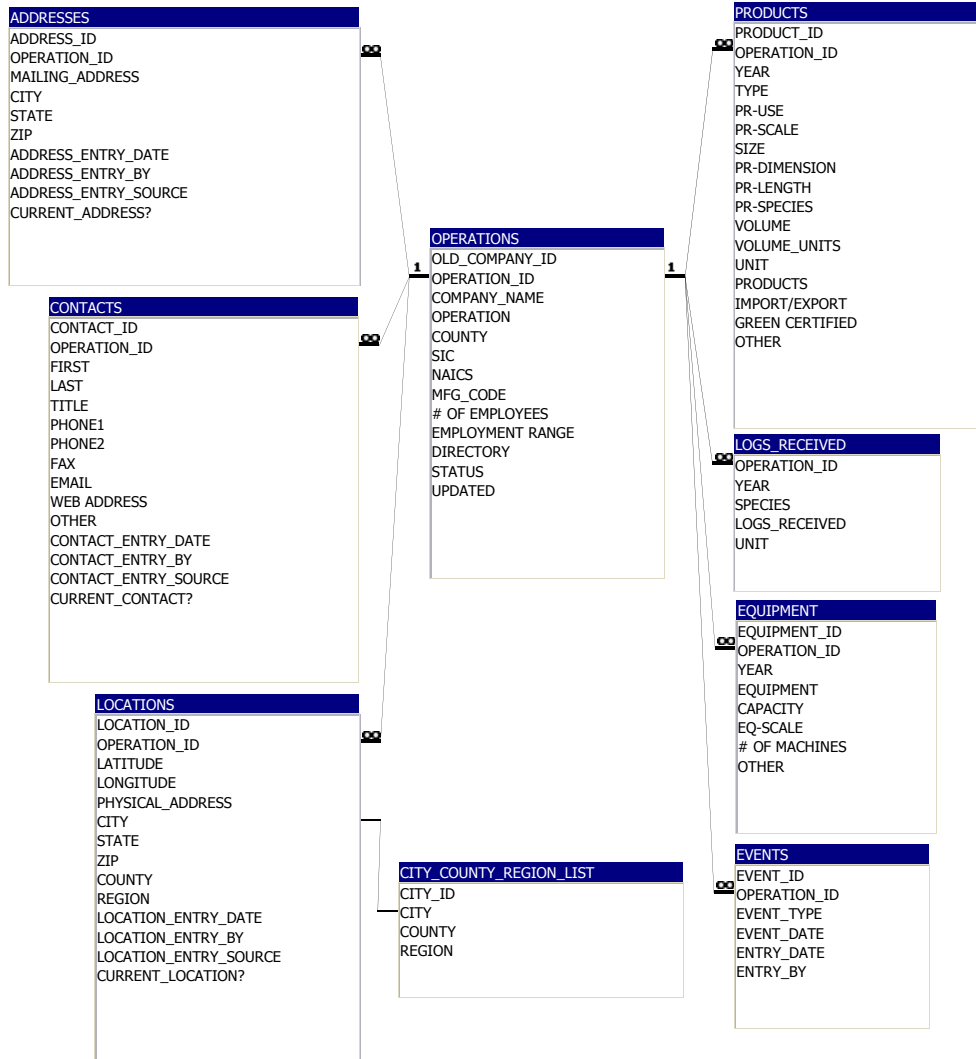 ADDRESSES
ADDRESS_ID
OPERATION_ID
MAILING_ADDRESS
CITY
STATE
ZIP
ADDRESS_ENTRY_DATE
ADDRESS_ENTRY_BY
ADDRESS_ENTRY_SOURCE
CURRENT_ADDRESS?
∞
CONTACTS
CONTACT_ID
OPERATION_ID
FIRST
LAST
TITLE
PHONE1
PHONE2
FAX
EMAIL
WEB ADDRESS
OTHER
CONTACT_ENTRY_DATE
CONTACT_ENTRY_BY
CONTACT_ENTRY_SOURCE
CURRENT_CONTACT?
∞
LOCATIONS
LOCATION_ID
OPERATION_ID
LATITUDE
LONGITUDE
PHYSICAL_ADDRESS
CITY
STATE
ZIP
COUNTY
REGION
LOCATION_ENTRY_DATE
LOCATION_ENTRY_BY
LOCATION_ENTRY_SOURCE
CURRENT_LOCATION?
∞
1
OPERATIONS
OLD_COMPANY_ID
OPERATION_ID
COMPANY_NAME
OPERATION
COUNTY
SIC
NAICS
MFG_CODE
# OF EMPLOYEES
EMPLOYMENT RANGE
DIRECTORY
STATUS
UPDATED
1
CITY_COUNTY_REGION_LIST
CITY_ID
CITY
COUNTY
REGION
∞
PRODUCTS
PRODUCT_ID
OPERATION_ID
YEAR
TYPE
PR-USE
PR-SCALE
SIZE
PR-DIMENSION
PR-LENGTH
PR-SPECIES
VOLUME
VOLUME_UNITS
UNIT
PRODUCTS
IMPORT/EXPORT
GREEN CERTIFIED
OTHER
∞
LOGS_RECEIVED
OPERATION_ID
YEAR
SPECIES
LOGS_RECEIVED
UNIT
∞
EQUIPMENT
EQUIPMENT_ID
OPERATION_ID
YEAR
EQUIPMENT
CAPACITY
EQ-SCALE
# OF MACHINES
OTHER
∞
EVENTS
EVENT_ID
OPERATION_ID
EVENT_TYPE
EVENT_DATE
ENTRY_DATE
ENTRY_BY